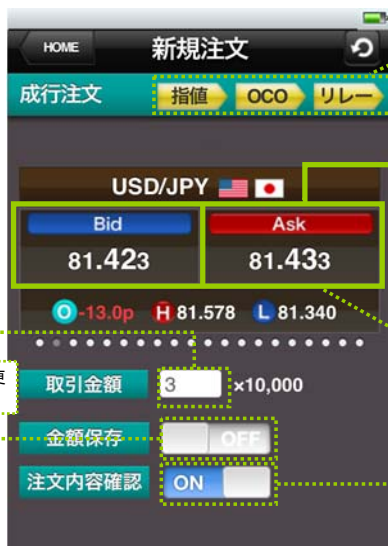 HOME 新規注文
成行注文 指値 OCO リレー
USD/JPY
Bid Ask
81.423 81.433
O -13.0p H 81.578 L 81.340
更
取引金額 3 ×10,000
金額保存 OFF
注文内容確認 ON